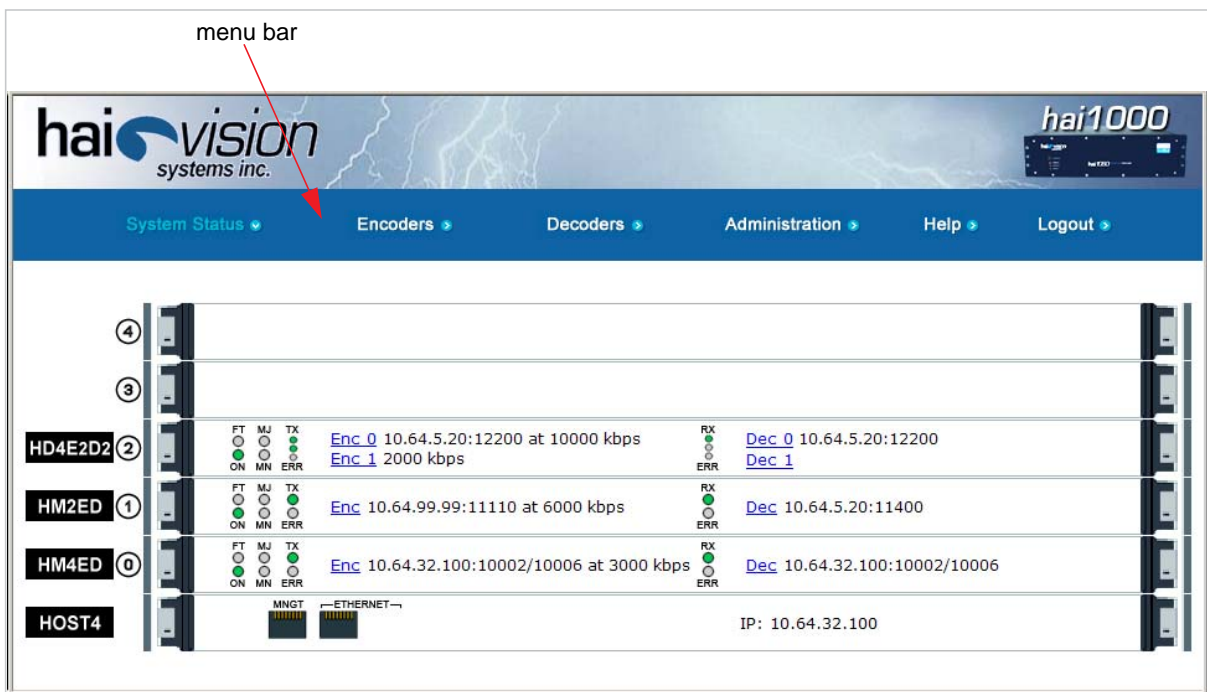 menu bar
haivision
systems inc.
hai1000
System Status Encoders Decoders Administration Help Logout
4
3
HD4E2D2 2 FT MJ TX RX
Enc 0 10.64.5.20:12200 at 10000 kbps Dec 0 10.64.5.20:12200
Enc 1 2000 kbps Dec 1
ON MN ERR ERR
HM2ED 1 FT MJ TX RX
Enc 10.64.99.99:11110 at 6000 kbps Dec 10.64.5.20:11400
ON MN ERR ERR
HM4ED 0 FT MJ TX RX
Enc 10.64.32.100:10002/10006 at 3000 kbps Dec 10.64.32.100:10002/10006
ON MN ERR ERR
HOST4 MNGT ETHERNET
IP: 10.64.32.100